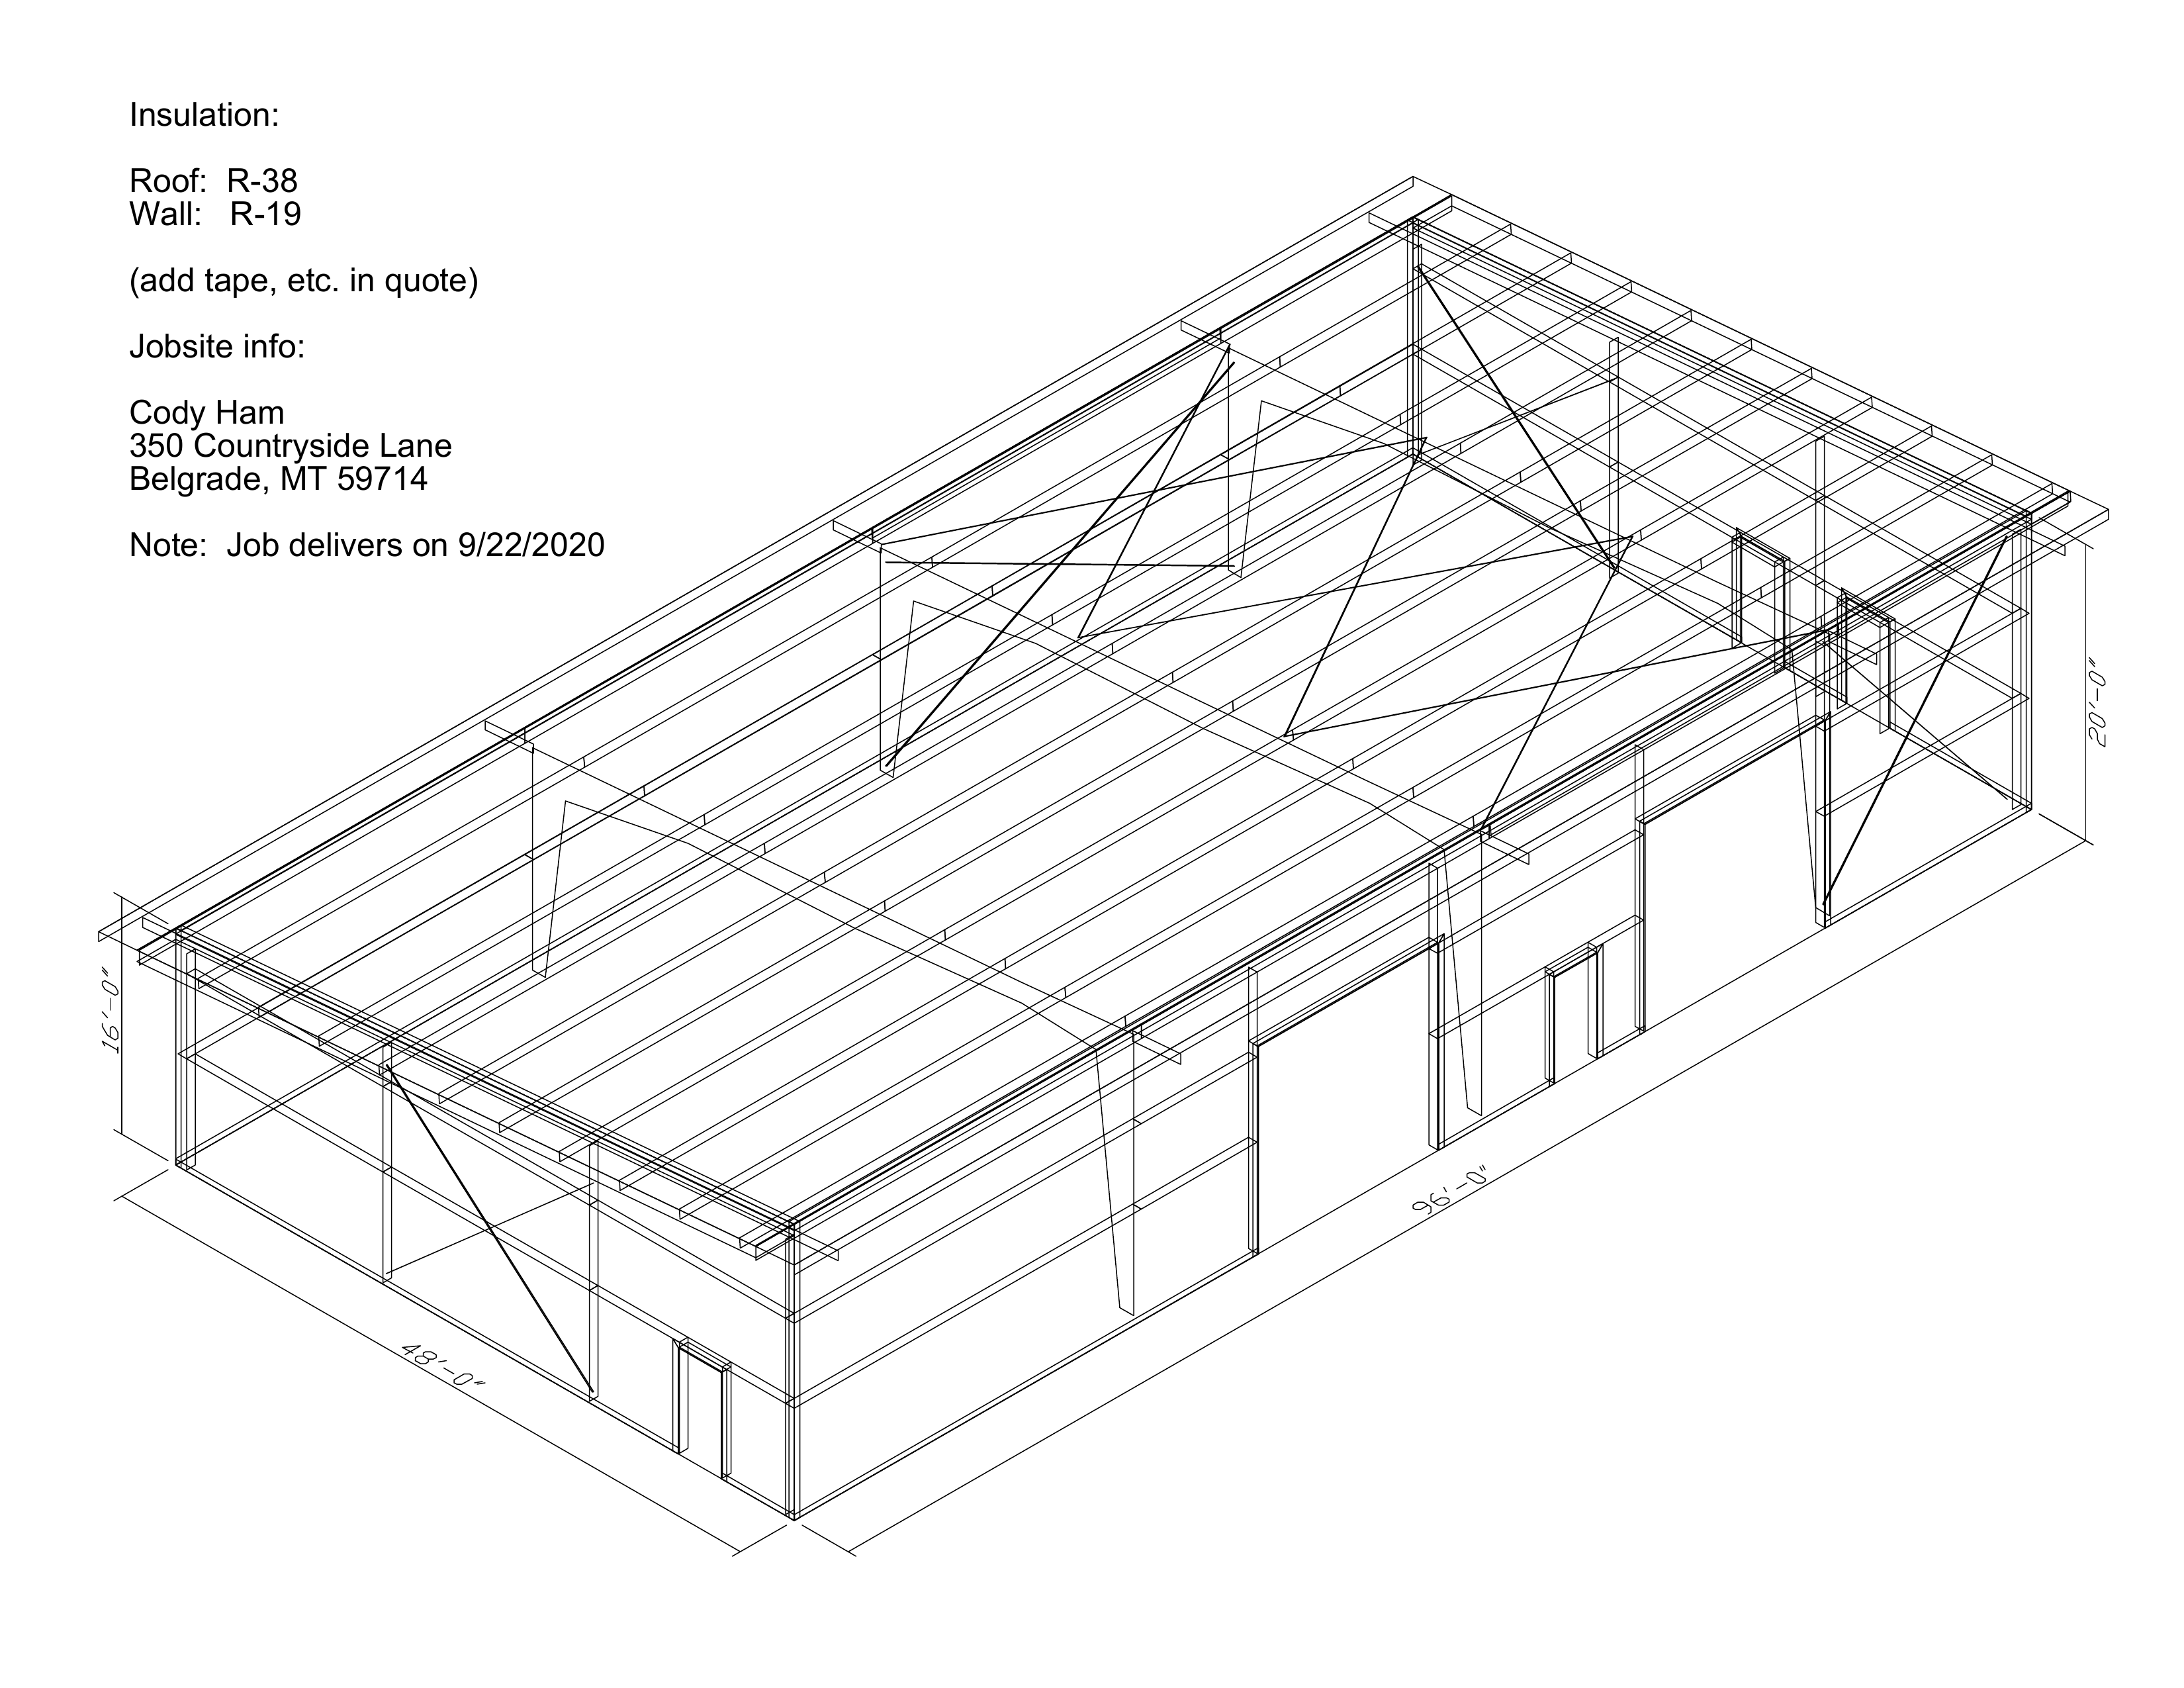 Insulation:
Roof: R-38
Wall: R-19
(add tape, etc. in quote)
Jobsite info:
Cody Ham
350 Countryside Lane
Belgrade, MT 59714
Note: Job delivers on 9/22/2020
20'-0"
16'-0"
96'-0"
48'-0"